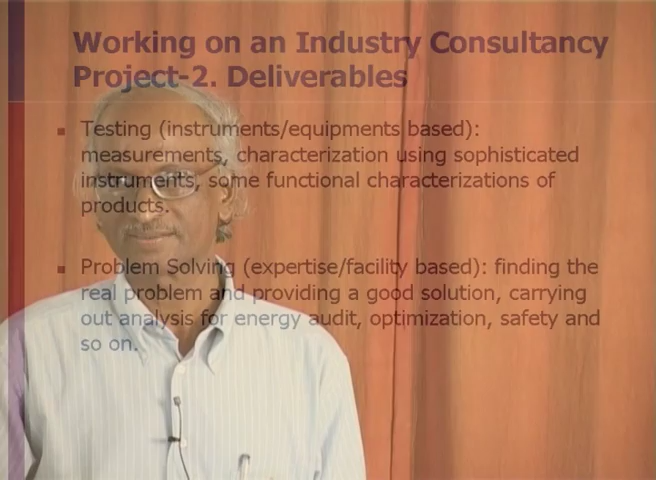 Working on an Industry Consultancy
Project-2. Deliverables
Testing (instruments/equipments based):
measurements, characterization using sophisticated
instruments, some functional characterizations of
products.
Problem Solving (expertise/facility based): finding the
real problem and providing a good solution, carrying
out analysis for energy audit, optimization, safety and
so on.